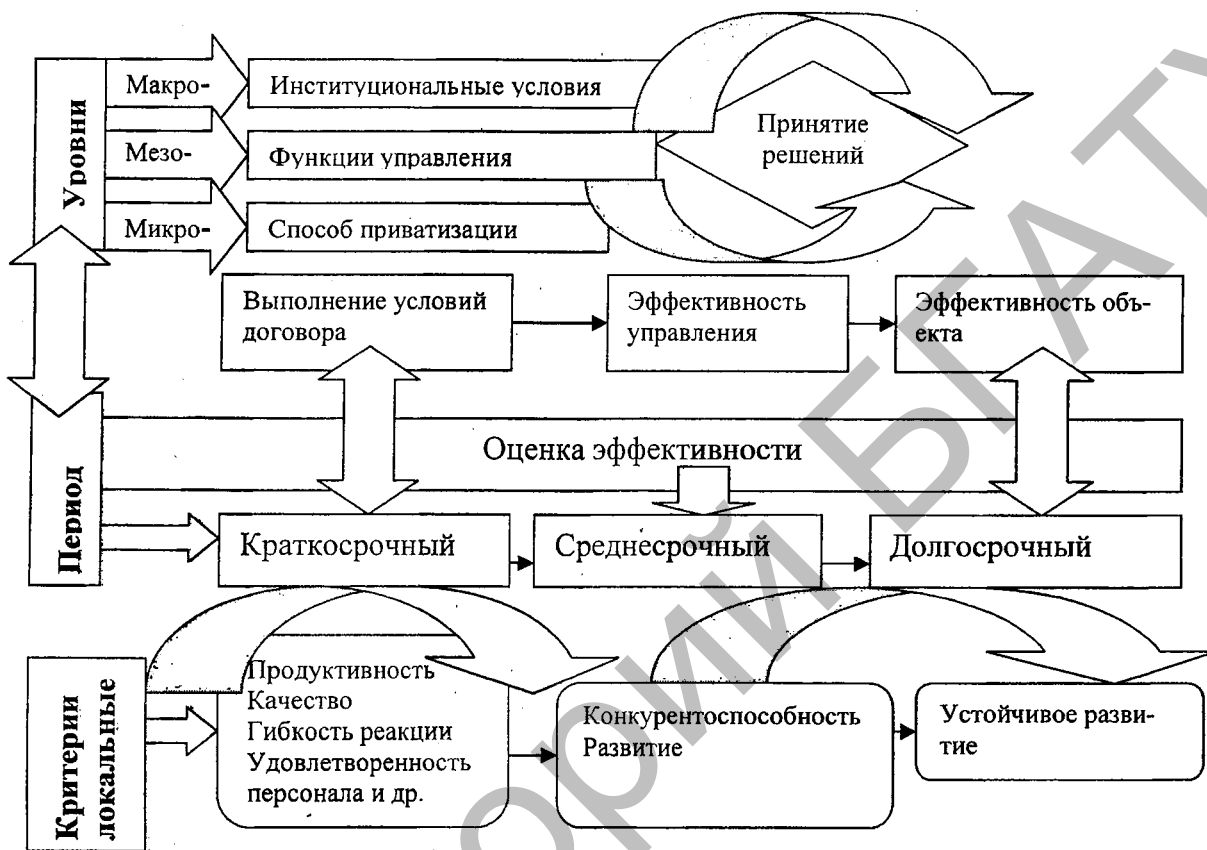 Уровни
Макро-
Институциональные условия
Мезо-
Функции управления
Микро-
Способ приватизации
Принятие
решений
Выполнение условий
договора
Эффективность
управления
Эффективность объ-
екта
Период
Оценка эффективности
Краткосрочный
Среднесрочный
Долгосрочный
Критерии
локальные
Продуктивность
Качество
Гибкость реакции
Удовлетворенность
персонала и др.
Конкурентоспособность
Развитие
Устойчивое разви-
тие
орий БГАТУ